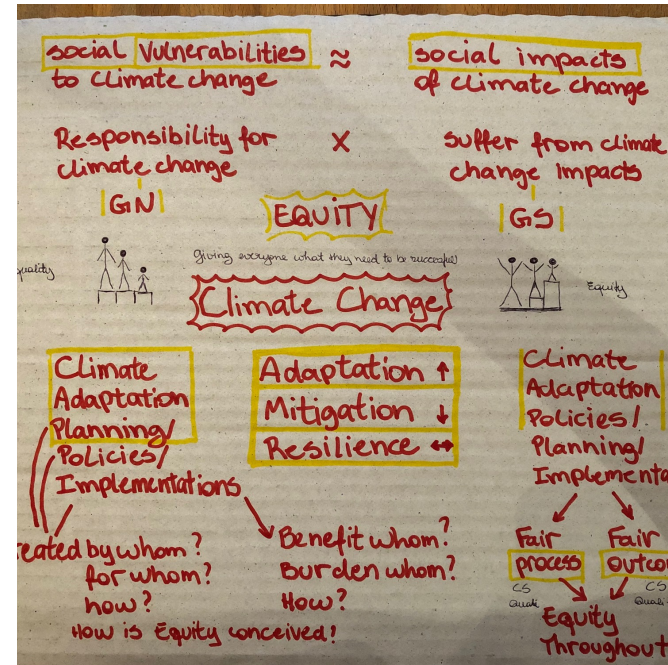 social Vulnerabilities ≈ social impacts
to climate change of climate change
Responsibility for x suffer from climate
climate change change impacts
|GN| EQUITY |GS|
quality Giving everyone what they need to be successful Equity
Climate Change
Climate
Adaptation
Planning/
Policies/
Implementations
Adaptation ↑
Mitigation ↓
Resilience ↔
Climate
Adaptation
Policies/
Planning/
Implementa
eated by whom?
for whom?
how?
How is Equity conceived?
Benefit whom?
Burden whom?
How?
Fair Fair
process outco
CS CS
Equity
Throughout